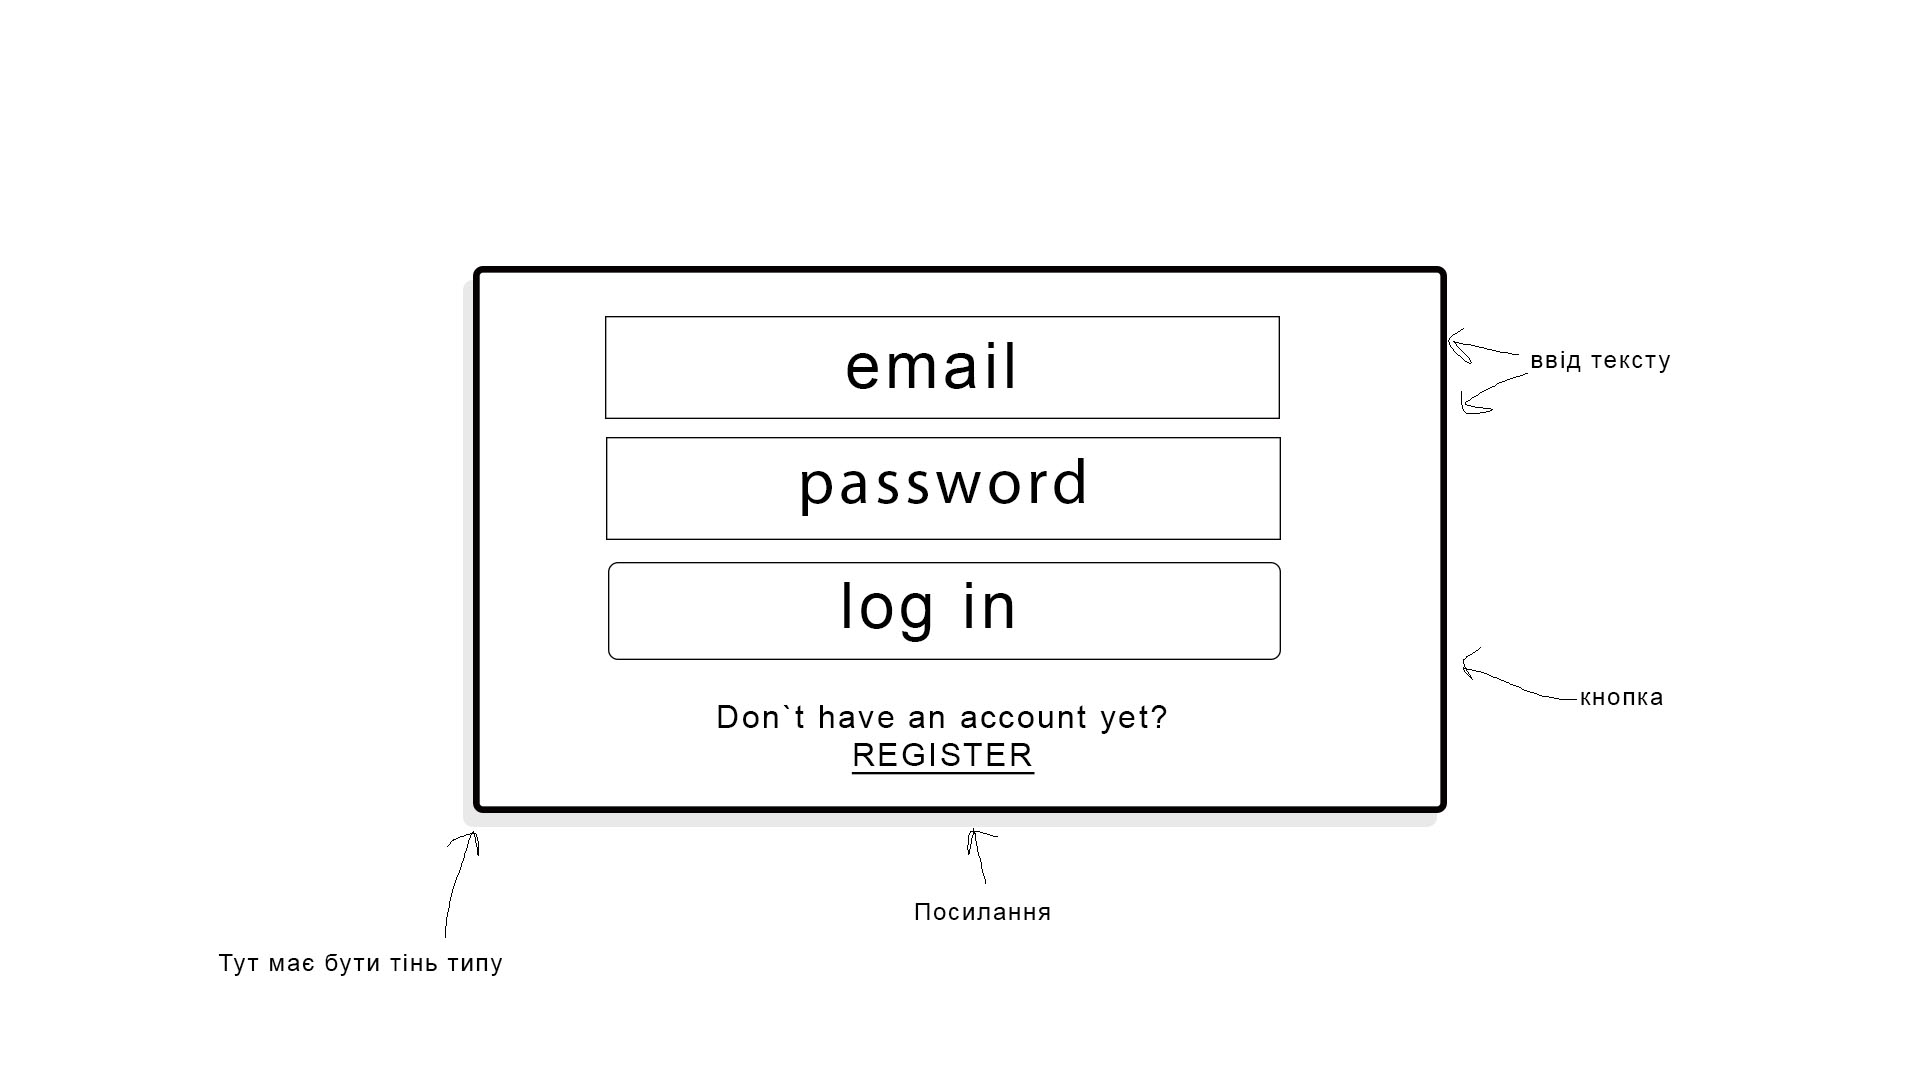 email
ввід тексту
password
log in
кнопка
Don`t have an account yet?
REGISTER
Посилання
Тут має бути тінь типу